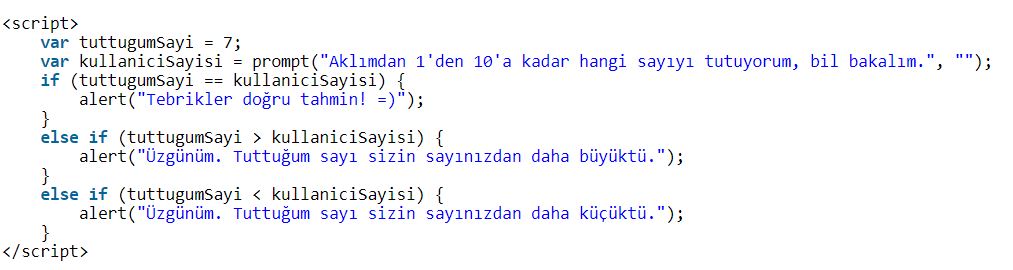 <script>
var tuttugumSayi = 7;
var kullaniciSayisi = prompt("Aklımdan 1'den 10'a kadar hangi sayıyı tutuyorum, bil bakalım.", "");
if (tuttugumSayi == kullaniciSayisi) {
alert("Tebrikler doğru tahmin! =)");
}
else if (tuttugumSayi > kullaniciSayisi) {
alert("Üzgünüm. Tuttuğum sayı sizin sayınızdan daha büyüktü.");
}
else if (tuttugumSayi < kullaniciSayisi) {
alert("Üzgünüm. Tuttuğum sayı sizin sayınızdan daha küçüktü.");
}
</script>